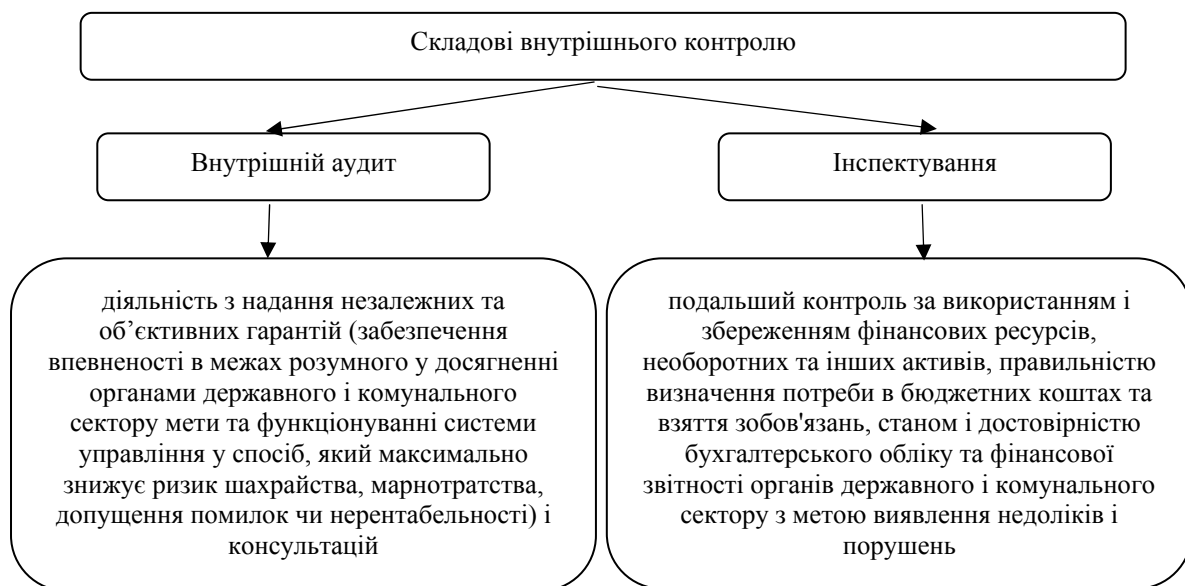 Складові внутрішнього контролю
Внутрішній аудит
Інспектування
діяльність з надання незалежних та
об’єктивних гарантій (забезпечення
впевненості в межах розумного у досягненні
органами державного і комунального
сектору мети та функціонуванні системи
управління у спосіб, який максимально
знижує ризик шахрайства, марнотратства,
допущення помилок чи нерентабельності) і
консультацій
подальший контроль за використанням і
збереженням фінансових ресурсів,
необоротних та інших активів, правильністю
визначення потреби в бюджетних коштах та
взяття зобов'язань, станом і достовірністю
бухгалтерського обліку та фінансової
звітності органів державного і комунального
сектору з метою виявлення недоліків і
порушень